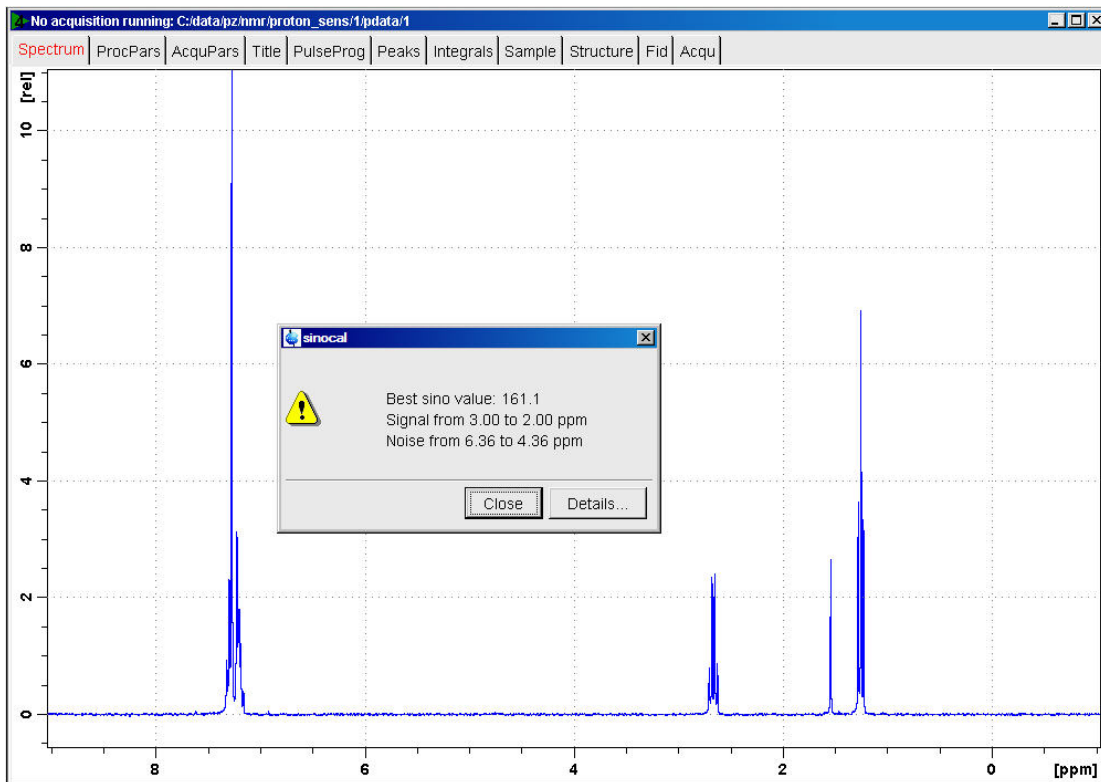 No acquisition running: C:/data/pz/nmr/proton_sens/1/pdata/1
Spectrum ProcPars AcquPars Title PulseProg Peaks Integrals Sample Structure Fid Acqu
[rel]
10
8
6
4
2
0
sinocal
Best sino value: 161.1
Signal from 3.00 to 2.00 ppm
Noise from 6.36 to 4.36 ppm
Close Details...
8 6 4 2 0 [ppm]